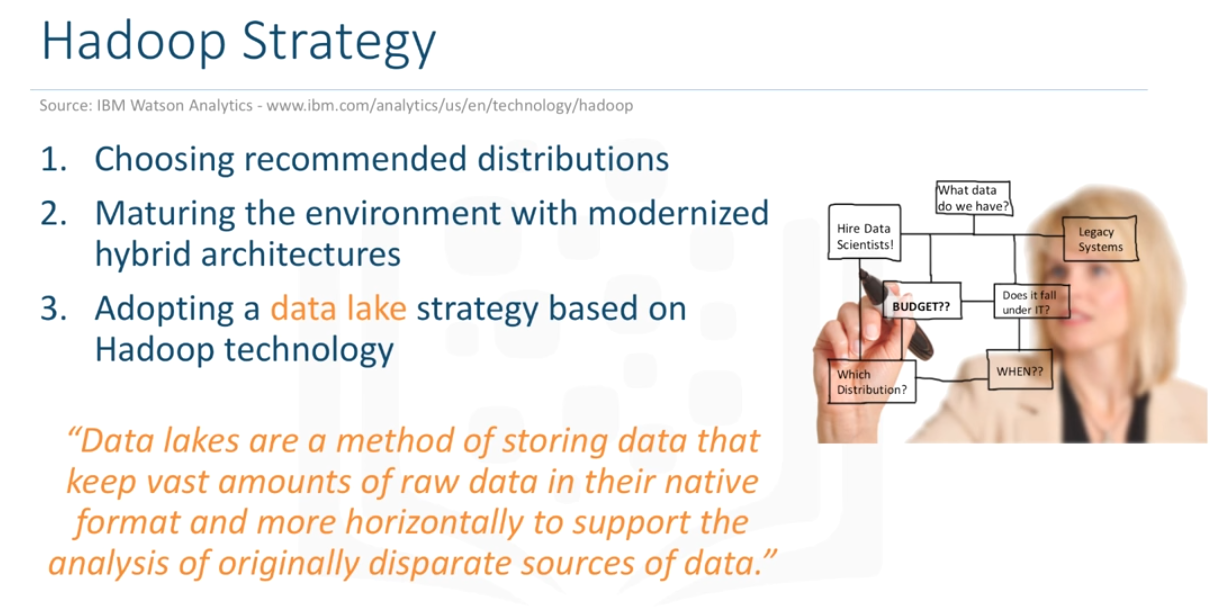 Hadoop Strategy
Source: IBM Watson Analytics - www.ibm.com/analytics/us/en/technology/hadoop
1. Choosing recommended distributions
2. Maturing the environment with modernized
hybrid architectures
3. Adopting a data lake strategy based on
Hadoop technology
“Data lakes are a method of storing data that
keep vast amounts of raw data in their native
format and more horizontally to support the
analysis of originally disparate sources of data.”
What data
do we have?
Hire Data
Scientists!
Legacy
Systems
BUDGET??
Does it fall
under IT?
Which
Distribution?
WHEN??